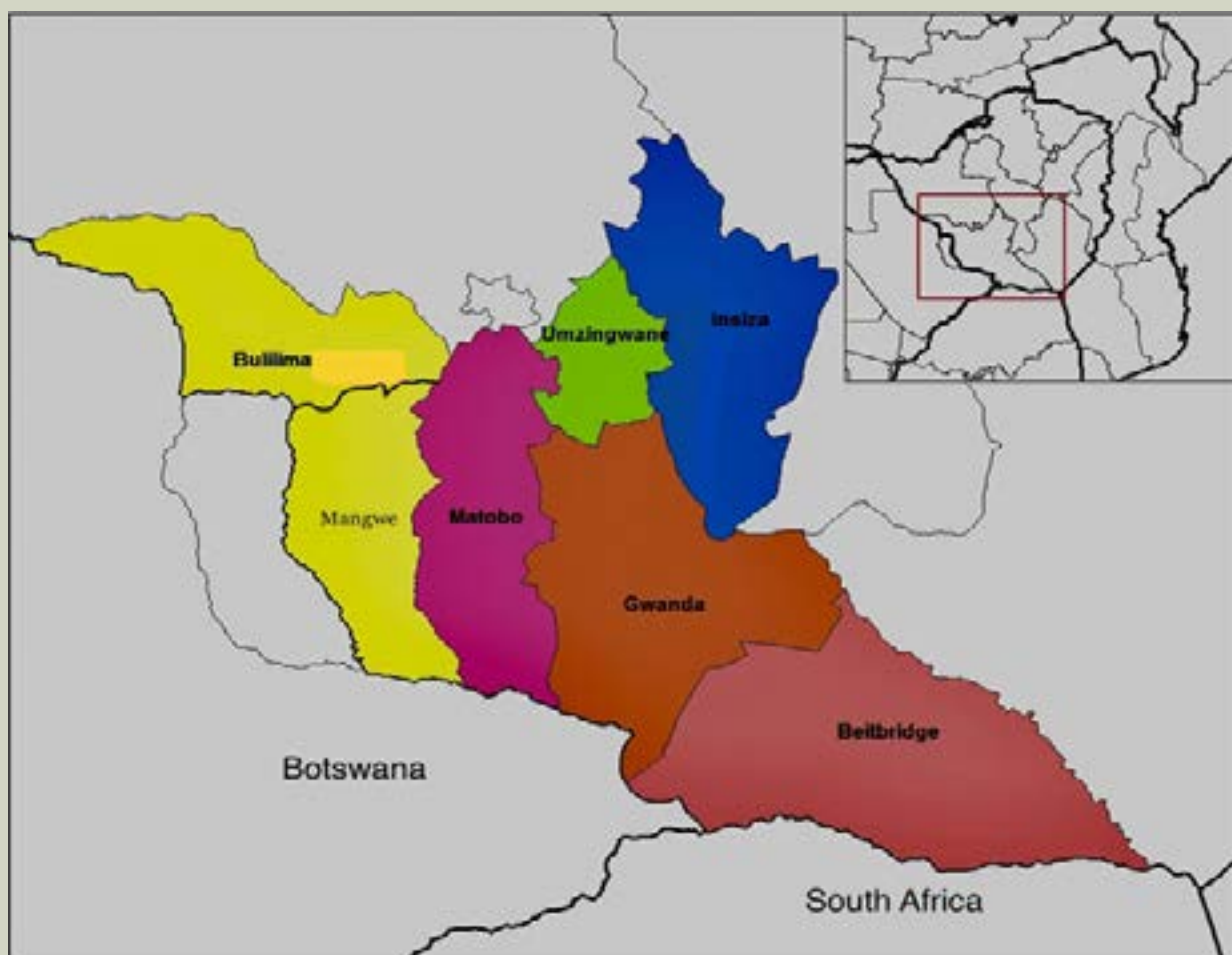 Insiza
Umzingwane
Bulilima
Mangwe
Matobo
Gwanda
Beitbridge
Botswana
South Africa